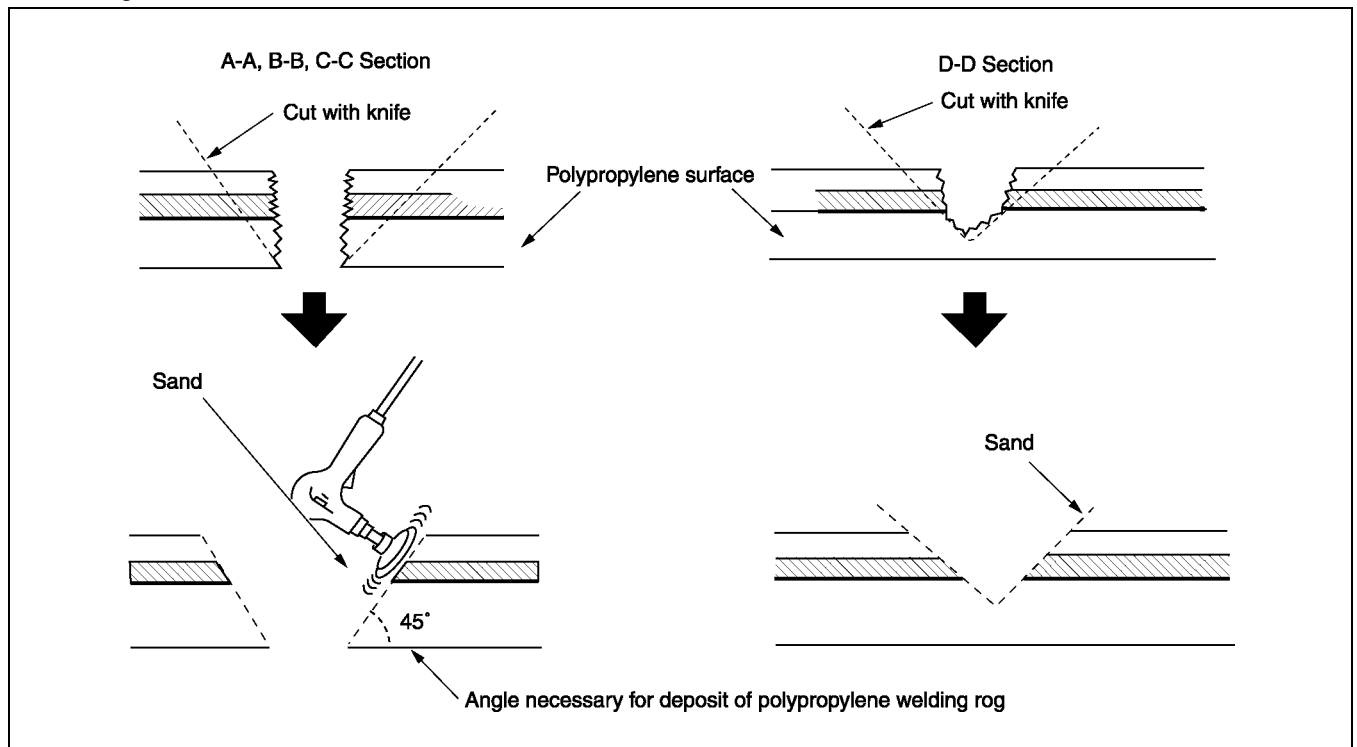 A-A, B-B, C-C Section
Cut with knife
D-D Section
Cut with knife
Polypropylene surface
Sand
45°
Sand
Angle necessary for deposit of polypropylene welding rog